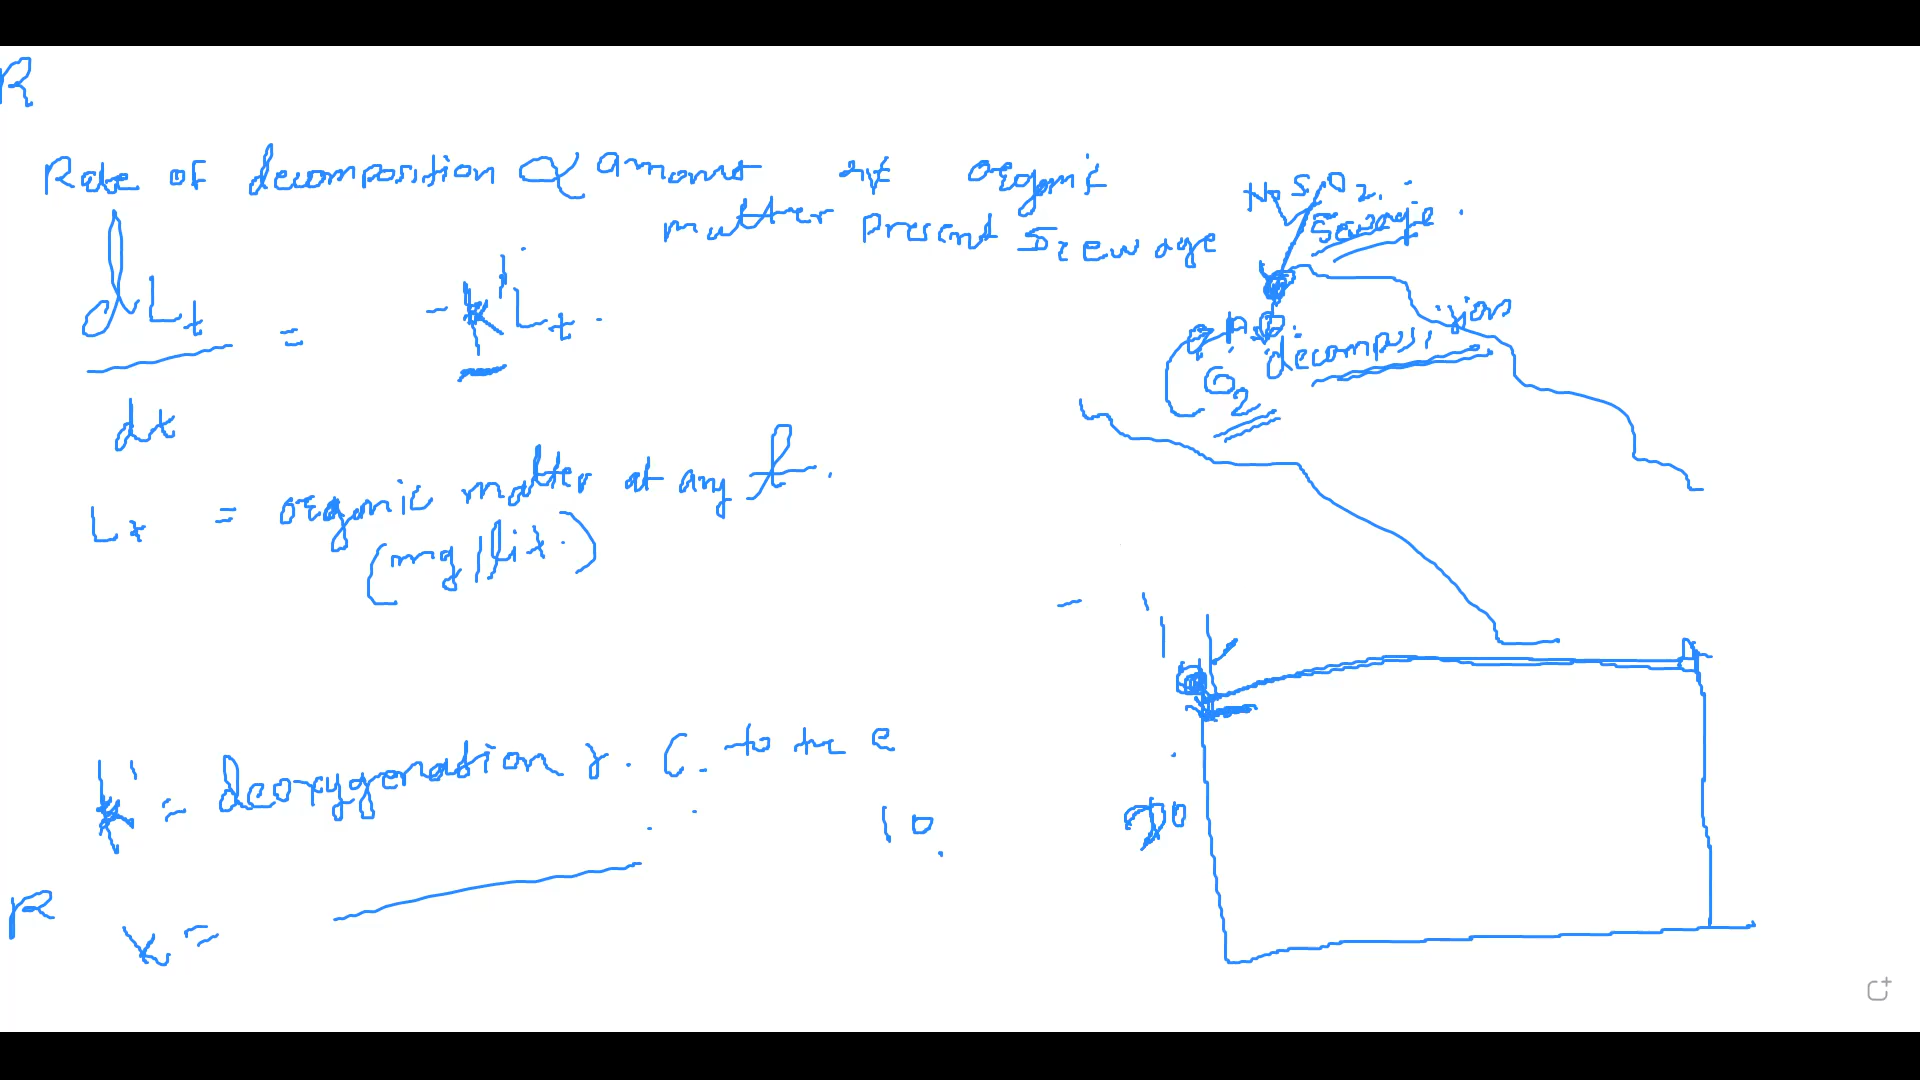 R
Rate of decomposition ∝ amount of organic
matter present Sewage
dLt
= - k' Lt.
dt
Sewage.
decomposition
O2
Lt = organic matter at any t.
(mg/lit.)
k' = deoxygenation r. C. to the e
10.
DO
R
K =